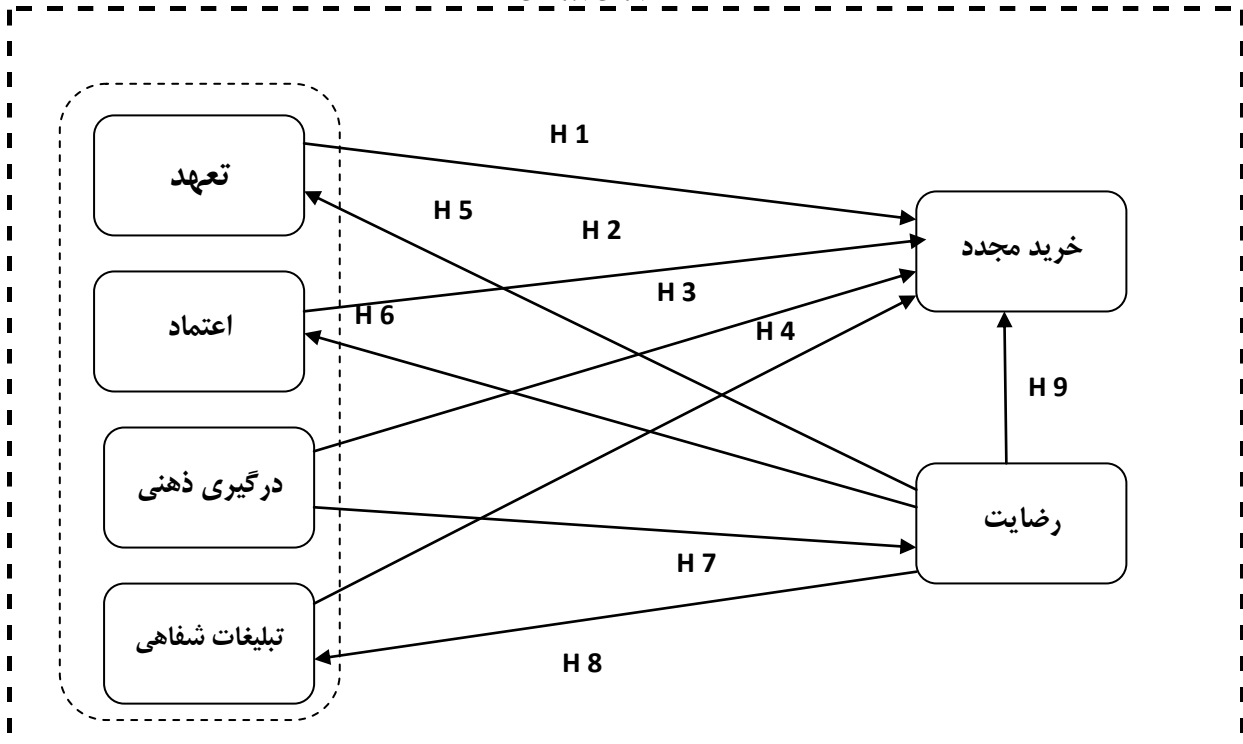 H 1
تعهد
H 5
H 2
خرید مجدد
H 3
اعتماد
H 6
H 4
H 9
درگیری ذهنی
رضایت
H 7
تبلیغات شفاهی
H 8